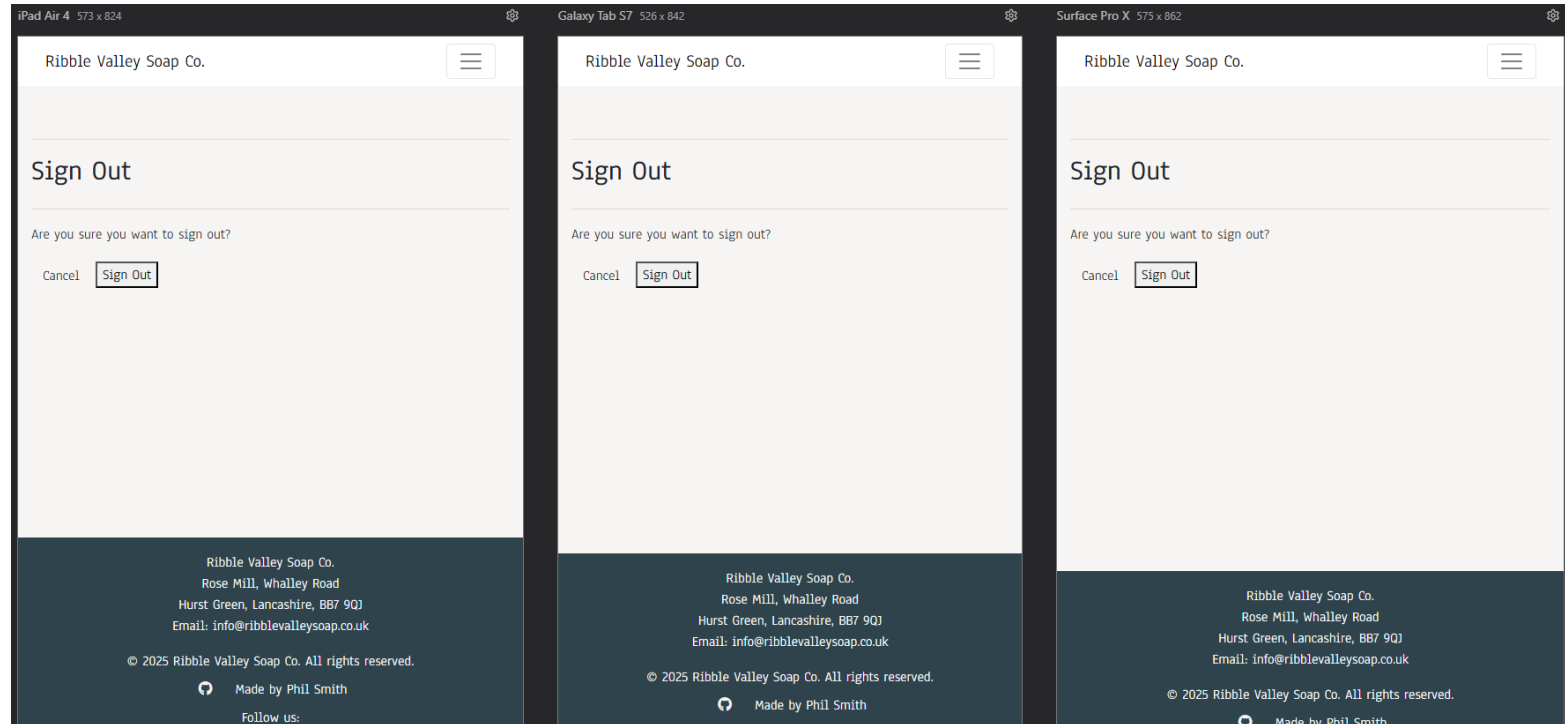 iPad Air 4 573 x 824
Ribble Valley Soap Co.
Sign Out
Are you sure you want to sign out?
Cancel Sign Out
Ribble Valley Soap Co.
Rose Mill, Whalley Road
Hurst Green, Lancashire, BB7 9QJ
Email: info@ribblevalleysoap.co.uk
© 2025 Ribble Valley Soap Co. All rights reserved.
Made by Phil Smith
Follow us:
Galaxy Tab S7 526 x 842
Ribble Valley Soap Co.
Sign Out
Are you sure you want to sign out?
Cancel Sign Out
Ribble Valley Soap Co.
Rose Mill, Whalley Road
Hurst Green, Lancashire, BB7 9QJ
Email: info@ribblevalleysoap.co.uk
© 2025 Ribble Valley Soap Co. All rights reserved.
Made by Phil Smith
Surface Pro X 575 x 862
Ribble Valley Soap Co.
Sign Out
Are you sure you want to sign out?
Cancel Sign Out
Ribble Valley Soap Co.
Rose Mill, Whalley Road
Hurst Green, Lancashire, BB7 9QJ
Email: info@ribblevalleysoap.co.uk
© 2025 Ribble Valley Soap Co. All rights reserved.
Made by Phil Smith